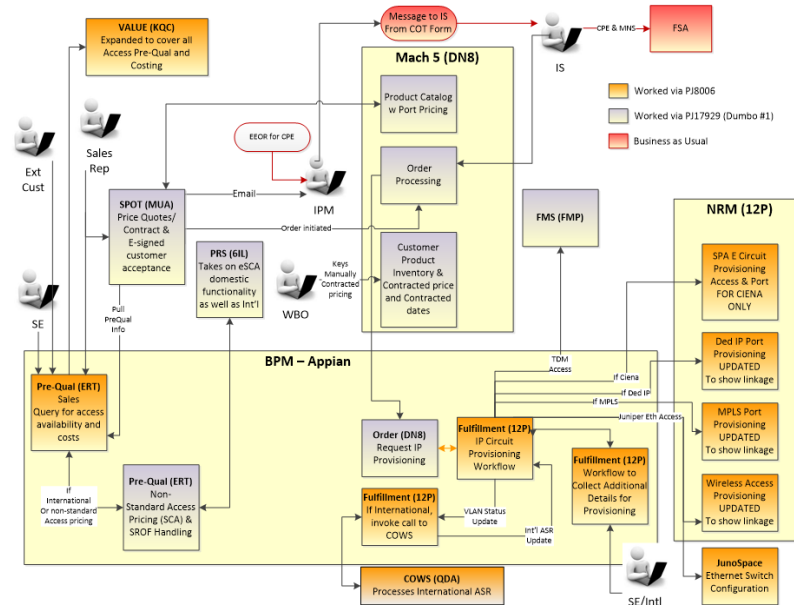 VALUE (KQC)
Expanded to cover all
Access Pre-Qual and
Costing
Message to IS
From COT Form
IS
CPE & MNS
FSA
Mach 5 (DN8)
Product Catalog
w Port Pricing
Order
Processing
Customer
Product
Inventory &
Contracted price
and Contracted
dates
Worked via PJ8006
Worked via PJ17929 (Dumbo #1)
Business as Usual
Ext
Cust
Sales
Rep
EEOR for CPE
IPM
Email
Order initiated
SPOT (MUA)
Price Quotes/
Contract &
E-signed
customer
acceptance
PRS (6IL)
Takes on eSCA
domestic
functionality
as well as Int'l
Keys
Manually
Contracted
pricing
WBO
FMS (FMP)
NRM (12P)
SPA E Circuit
Provisioning
Access & Port
FOR CIENA
ONLY
Ded IP Port
Provisioning
UPDATED
To show linkage
MPLS Port
Provisioning
UPDATED
To show linkage
Wireless Access
Provisioning
UPDATED
To show linkage
SE
Pull
PreQual
Info
BPM – Appian
TDM
Access
If Ciena
If Ded IP
If MPLS
Juniper Eth Access
Pre-Qual (ERT)
Sales
Query for access
availability and
costs
If
International
Or non-standard
Access pricing
Pre-Qual (ERT)
Non-
Standard Access
Pricing (SCA) &
SROF Handling
Order (DN8)
Request IP
Provisioning
Fulfillment (12P)
IP Circuit
Provisioning
Workflow
Fulfillment (12P)
Workflow to
Collect Additional
Details for
Provisioning
Fulfillment (12P)
If International,
invoke call to
COWS
VLAN Status
Update
Int'l ASR
Update
COWS (QDA)
Processes International ASR
SE/Intl
JunoSpace
Ethernet Switch
Configuration